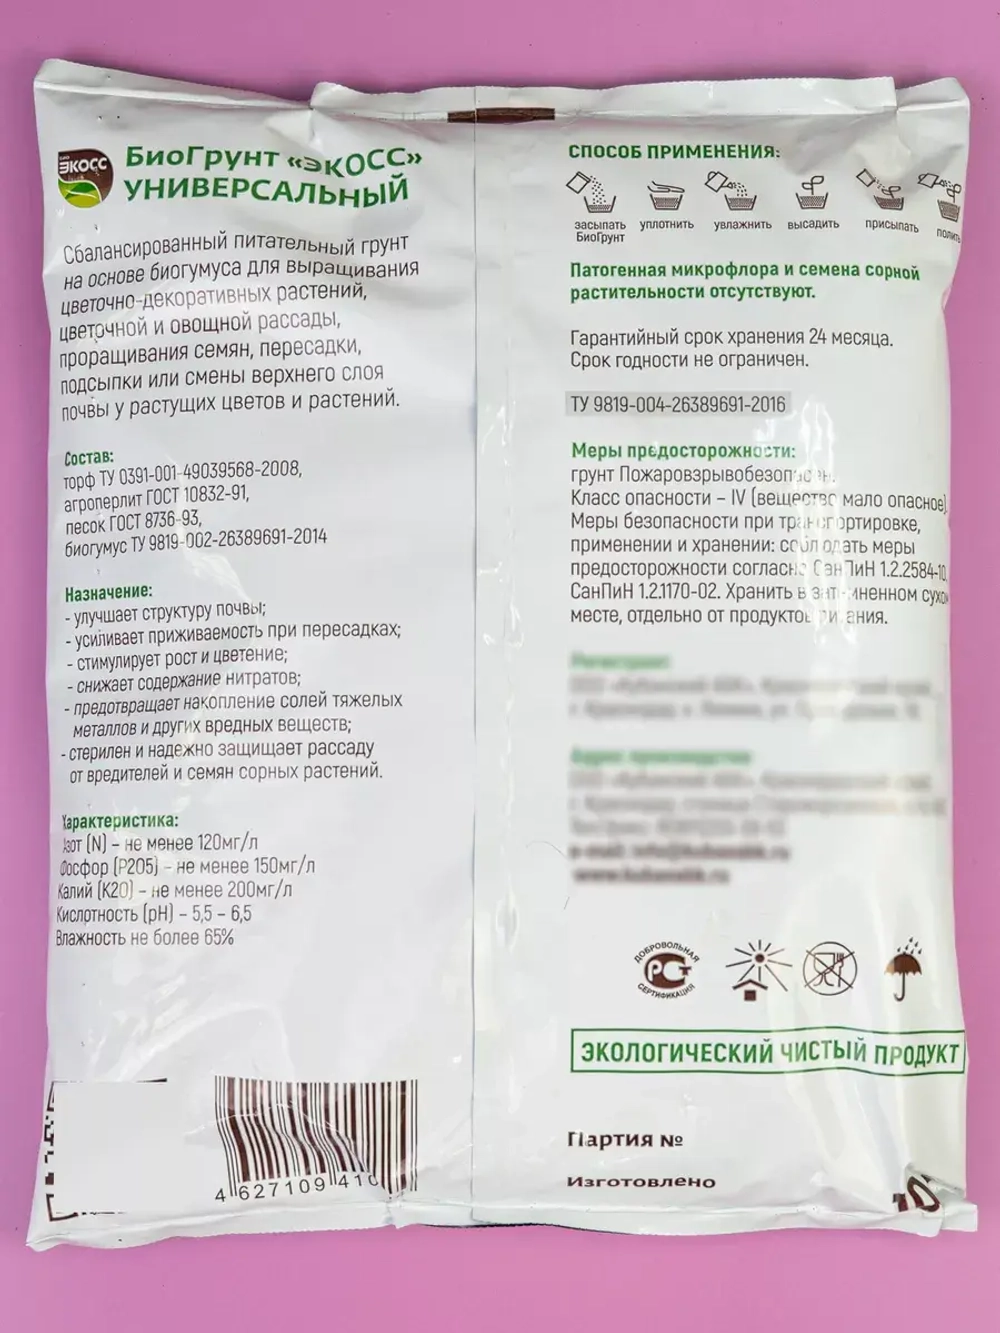 БИО
ЭКОСС
БиоГрунт «ЭКОСС»
УНИВЕРСАЛЬНЫЙ
Сбалансированный питательный грунт
на основе биогумуса для выращивания
цветочно-декоративных растений,
цветочной и овощной рассады,
проращивания семян, пересадки,
подсыпки или смены верхнего слоя
почвы у растущих цветов и растений.
Состав:
торф ТУ 0391-001-49039568-2008,
агроперлит ГОСТ 10832-91,
песок ГОСТ 8736-93,
биогумус ТУ 9819-002-26389691-2014
Назначение:
- улучшает структуру почвы;
- усиливает приживаемость при пересадках;
- стимулирует рост и цветение;
- снижает содержание нитратов;
- предотвращает накопление солей тяжелых
металлов и других вредных веществ;
- стерилен и надежно защищает рассаду
от вредителей и семян сорных растений.
Характеристика:
Азот (N) – не менее 120мг/л
Фосфор (P2O5) – не менее 150мг/л
Калий (K2O) – не менее 200мг/л
Кислотность (pH) – 5,5 – 6,5
Влажность не более 65%
4 627109 410
СПОСОБ ПРИМЕНЕНИЯ:
засыпать БиоГрунт
уплотнить
увлажнить
высадить
присыпать
полить
Патогенная микрофлора и семена сорной
растительности отсутствуют.
Гарантийный срок хранения 24 месяца.
Срок годности не ограничен.
ТУ 9819-004-26389691-2016
Меры предосторожности:
грунт Пожаровзрывобезопасен.
Класс опасности – IV (вещество мало опасное).
Меры безопасности при транспортировке,
применении и хранении: соблюдать меры
предосторожности согласно СанПиН 1.2.2584-10,
СанПиН 1.2.1170-02. Хранить в затемненном сухом
месте, отдельно от продуктов питания.
ДОБРОВОЛЬНАЯ
РСТ
СЕРТИФИКАЦИЯ
ЭКОЛОГИЧЕСКИЙ ЧИСТЫЙ ПРОДУКТ
Партия №
Изготовлено